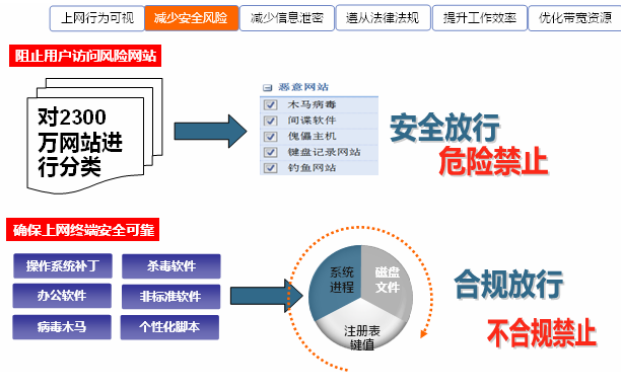 上网行为可视
减少安全风险
减少信息泄密
遵从法律法规
提升工作效率
优化带宽资源
阻止用户访问风险网站
对2300
万网站进
行分类
恶意网站
木马病毒
间谍软件
傀儡主机
键盘记录网站
钓鱼网站
安全放行
危险禁止
确保上网终端安全可靠
操作系统补丁
杀毒软件
办公软件
非标准软件
病毒木马
个性化脚本
系统
进程
磁盘
文件
注册表
键值
合规放行
不合规禁止